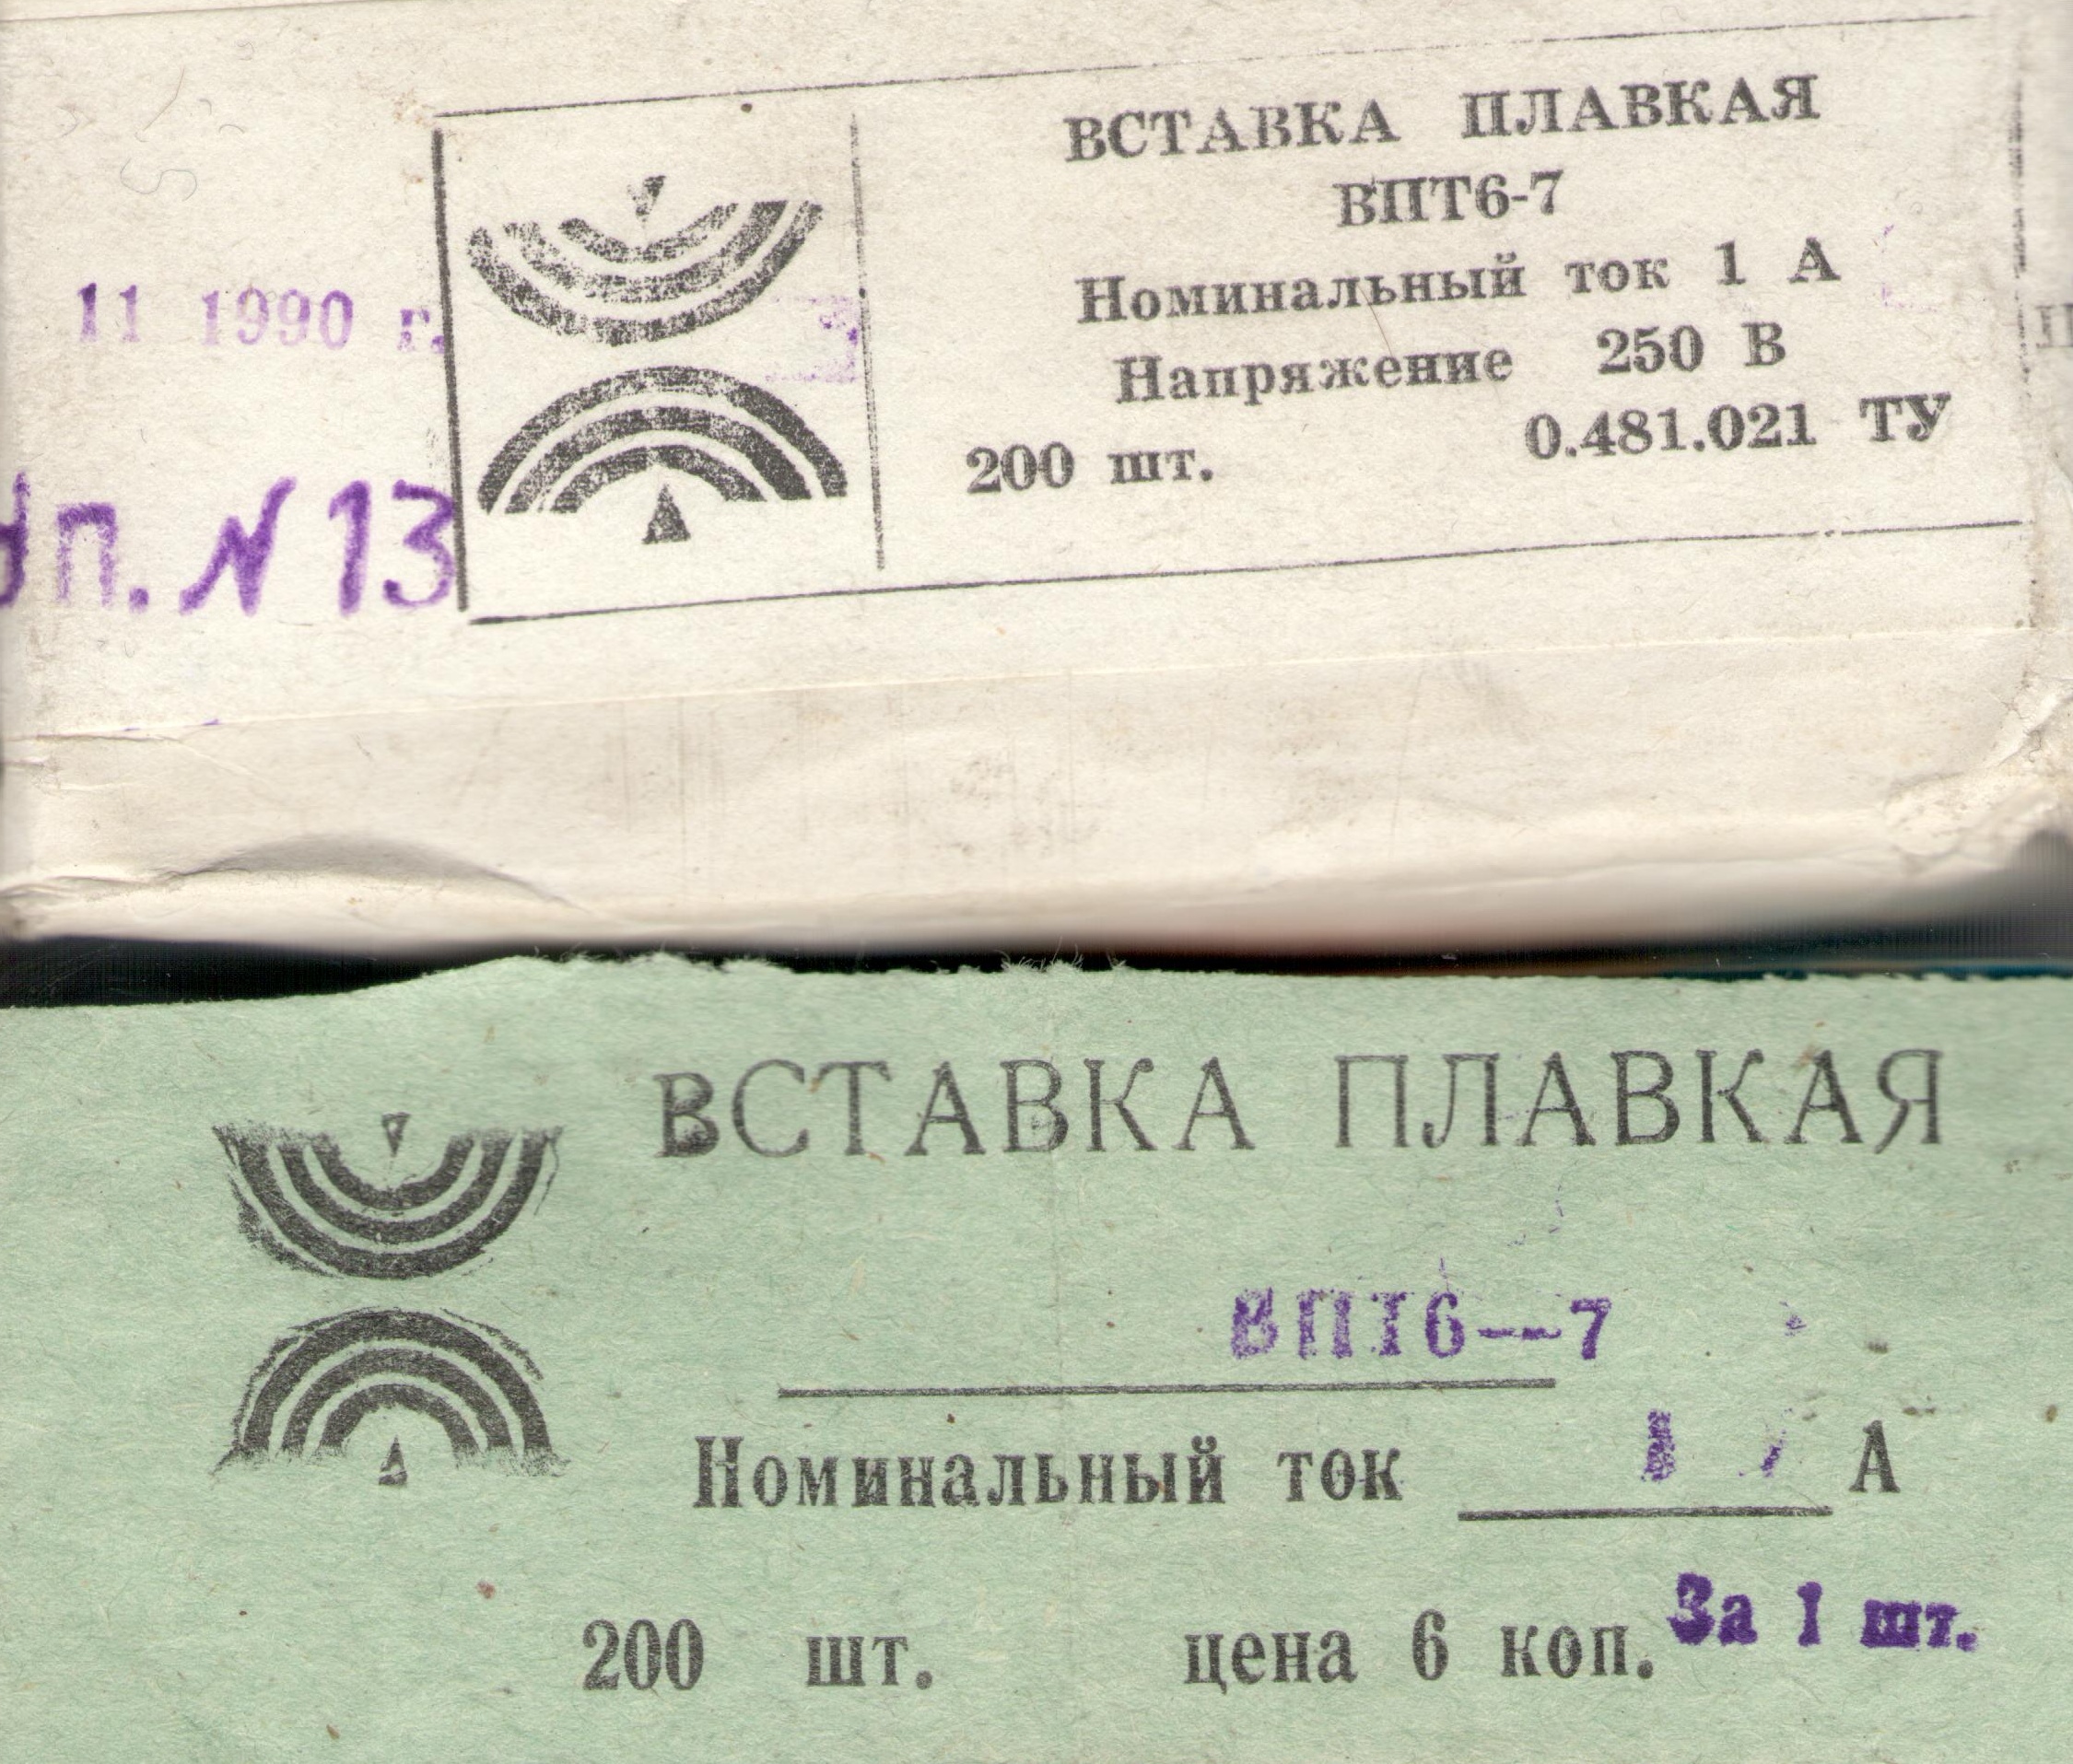 ВСТАВКА ПЛАВКАЯ
ВПТ6-7
Номинальный ток 1 А
11 1990 г.
Напряжение 250 В
200 шт. 0.481.021 ТУ
Уп. N 13
ВСТАВКА ПЛАВКАЯ
ВПТ6—7
Номинальный ток 1 А
200 шт. цена 6 коп. За 1 шт.